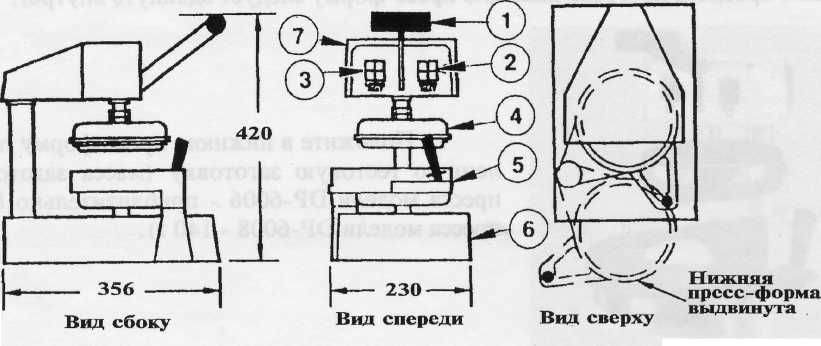 1
7
3
2
4
5
6
420
356
230
Вид сбоку
Вид спереди
Вид сверху
Нижняя
пресс-форма
выдвинута